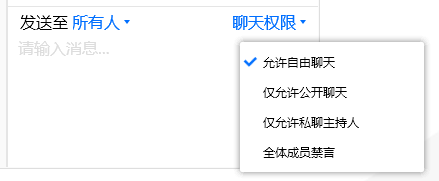 发送至 所有人 聊天权限
请输入消息...
允许自由聊天
仅允许公开聊天
仅允许私聊主持人
全体成员禁言